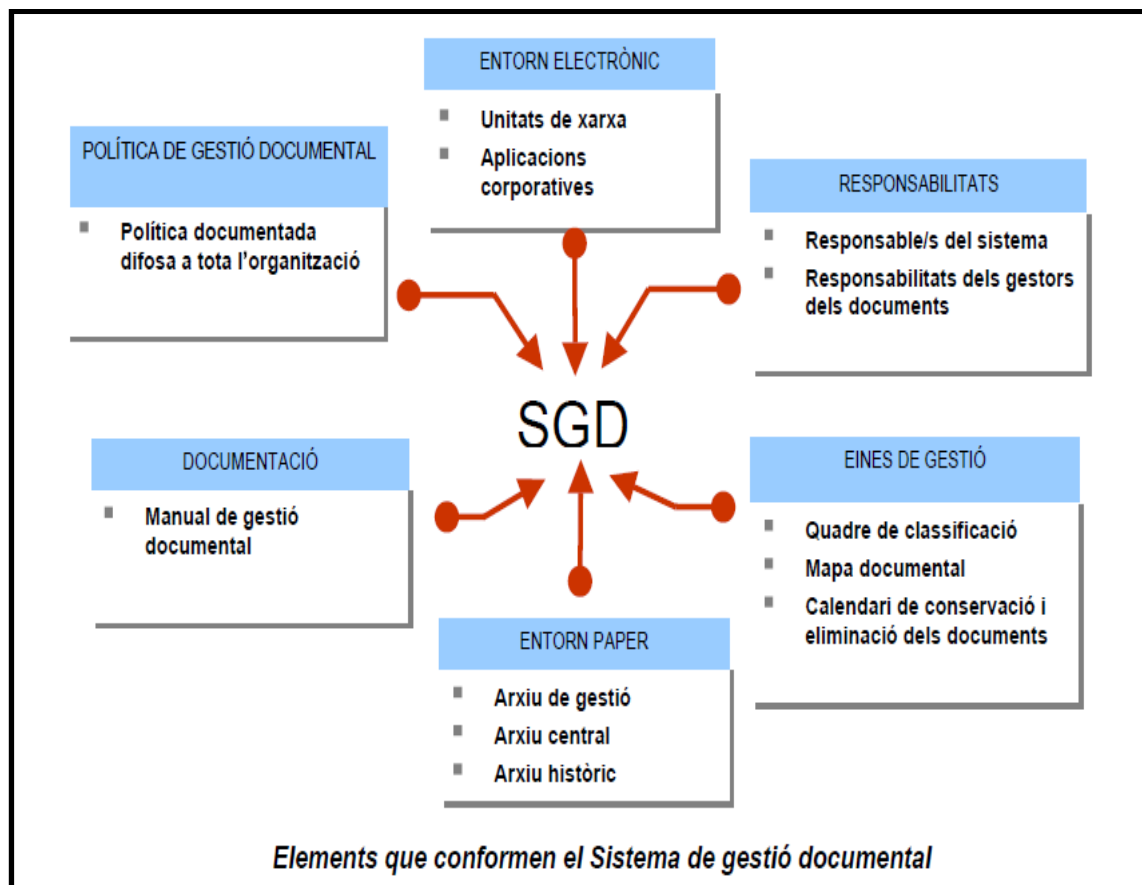 ENTORN ELECTRÒNIC
Unitats de xarxa
Aplicacions
corporatives
POLÍTICA DE GESTIÓ DOCUMENTAL
Política documentada
difosa a tota l'organització
RESPONSABILITATS
Responsable/s del sistema
Responsabilitats dels gestors
dels documents
SGD
DOCUMENTACIÓ
Manual de gestió
documental
EINES DE GESTIÓ
Quadre de classificació
Mapa documental
Calendari de conservació i
eliminació dels documents
ENTORN PAPER
Arxiu de gestió
Arxiu central
Arxiu històric
Elements que conformen el Sistema de gestió documental